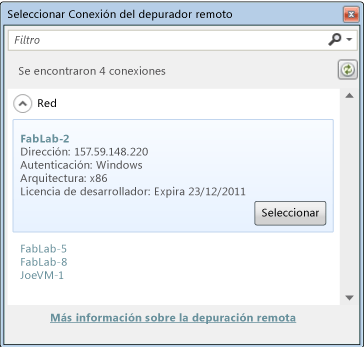 Seleccionar Conexión del depurador remoto
Filtro
Se encontraron 4 conexiones
Red
FabLab-2
Dirección: 157.59.148.220
Autenticación: Windows
Arquitectura: x86
Licencia de desarrollador: Expira 23/12/2011
Seleccionar
FabLab-5
FabLab-8
JoeVM-1
Más información sobre la depuración remota